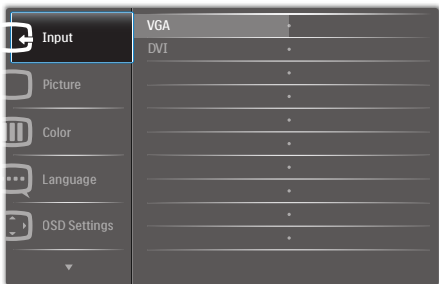 Input
Picture
Color
Language
OSD Settings
VGA
DVI